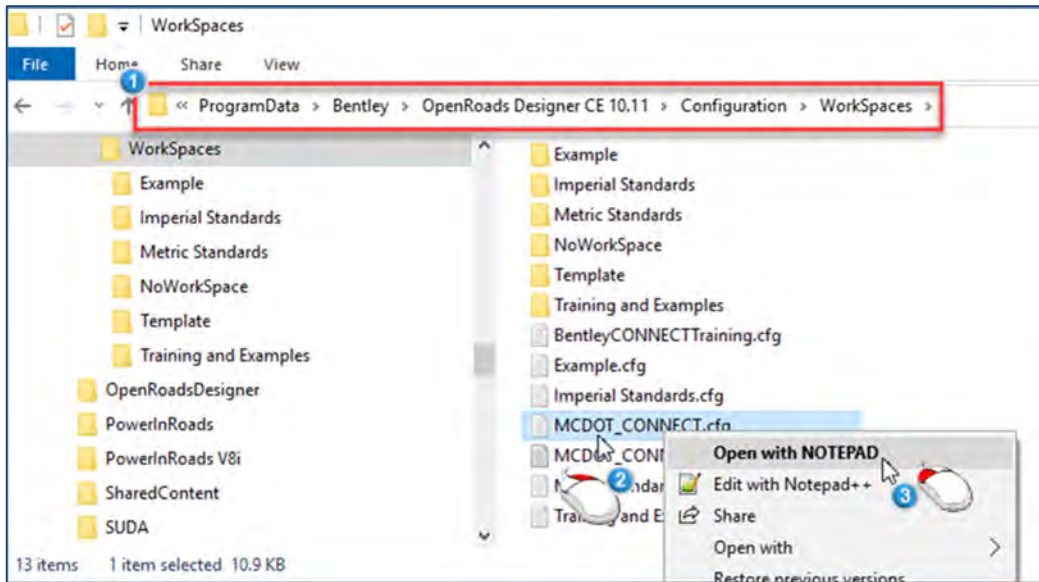 WorkSpaces
File Home Share View
1
« ProgramData > Bentley > OpenRoads Designer CE 10.11 > Configuration > WorkSpaces >
WorkSpaces
Example
Imperial Standards
Metric Standards
NoWorkSpace
Template
Training and Examples
OpenRoadsDesigner
PowerInRoads
PowerInRoads V8i
SharedContent
SUDA
Example
Imperial Standards
Metric Standards
NoWorkSpace
Template
Training and Examples
BentleyCONNECTTraining.cfg
Example.cfg
Imperial Standards.cfg
MCDOT_CONNECT.cfg
2
Open with NOTEPAD
3
Edit with Notepad++
Share
Open with
Restore previous versions
13 items 1 item selected 10.9 KB